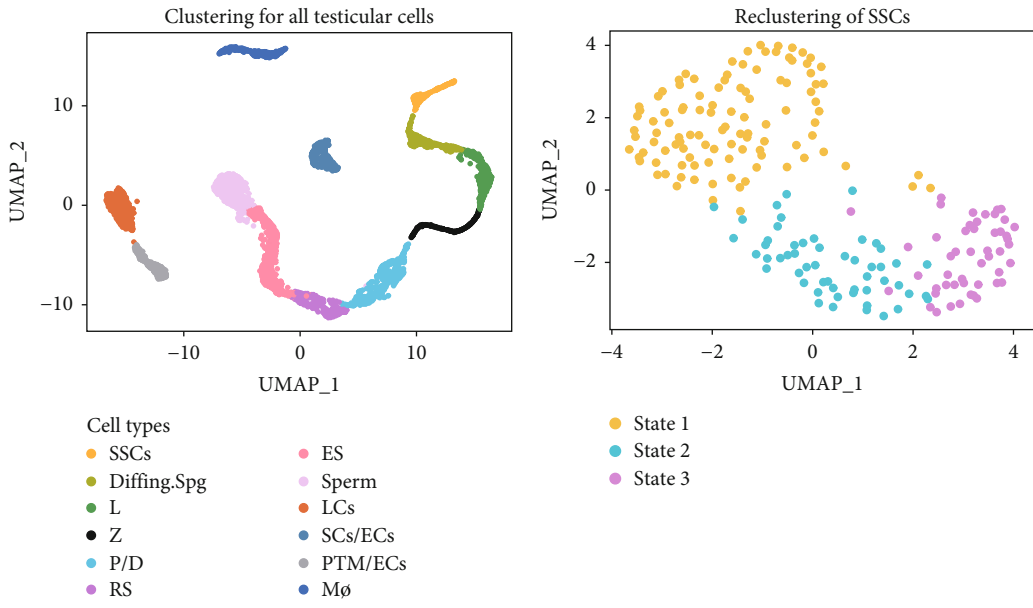 Clustering for all testicular cells
10
0
−10
UMAP_2
−10
0
10
UMAP_1
Cell types
SSCs
Diffing.Spg
L
Z
P/D
RS
ES
Sperm
LCs
SCs/ECs
PTM/ECs
Mø
Reclustering of SSCs
4
2
0
−2
UMAP_2
−4
−2
0
2
4
UMAP_1
State 1
State 2
State 3